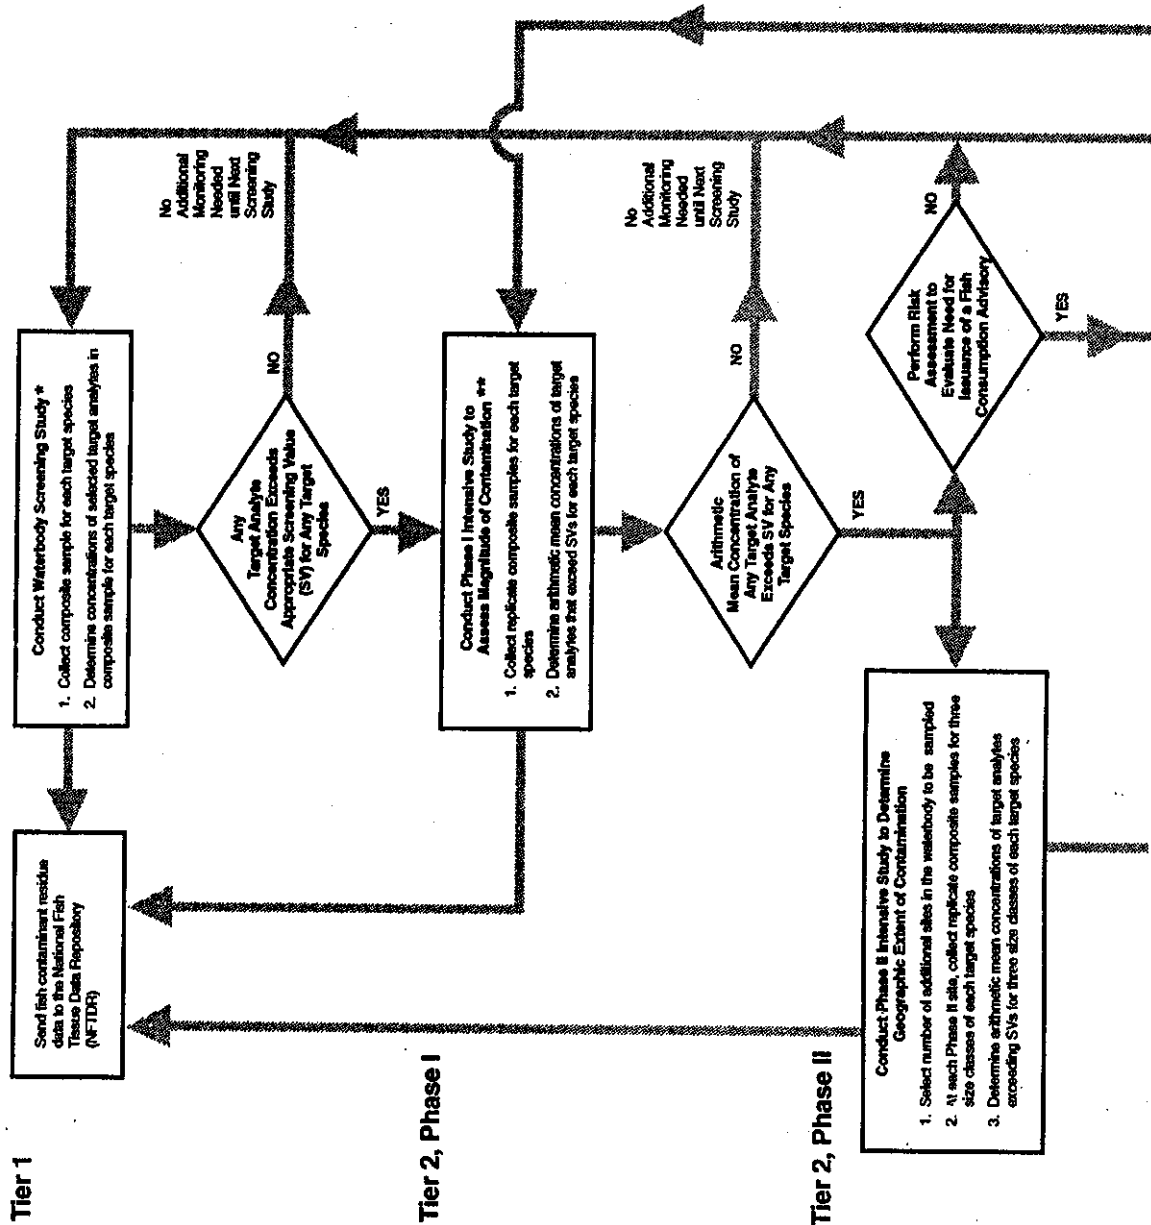 Tier 1
Send fish contaminant residue
data to the National Fish
Tissue Data Repository
(NFTDR)
Conduct Waterbody Screening Study *
1. Collect composite sample for each target species
2. Determine concentrations of selected target analytes in
composite sample for each target species
Any
Target Analyte
Concentration Exceeds
Appropriate Screening Value
(SV) for Any Target
Species
NO
No
Additional
Monitoring
Needed
until Next
Screening
Study
YES
Tier 2, Phase I
Conduct Phase I Intensive Study to
Assess Magnitude of Contamination **
1. Collect replicate composite samples for each target
species
2. Determine arithmetic mean concentrations of target
analytes that exceed SVs for each target species
Arithmetic
Mean Concentration of
Any Target Analyte
Exceeds SV for Any
Target Species
NO
No
Additional
Monitoring
Needed
until Next
Screening
Study
YES
Tier 2, Phase II
Conduct Phase II Intensive Study to Determine
Geographic Extent of Contamination
1. Select number of additional sites in the waterbody to be sampled
2. At each Phase II site, collect replicate composite samples for three
size classes of each target species
3. Determine arithmetic mean concentrations of target analytes
exceeding SVs for three size classes of each target species
Perform Risk
Assessment to
Evaluate Need for
Issuance of a Fish
Consumption Advisory
NO
YES